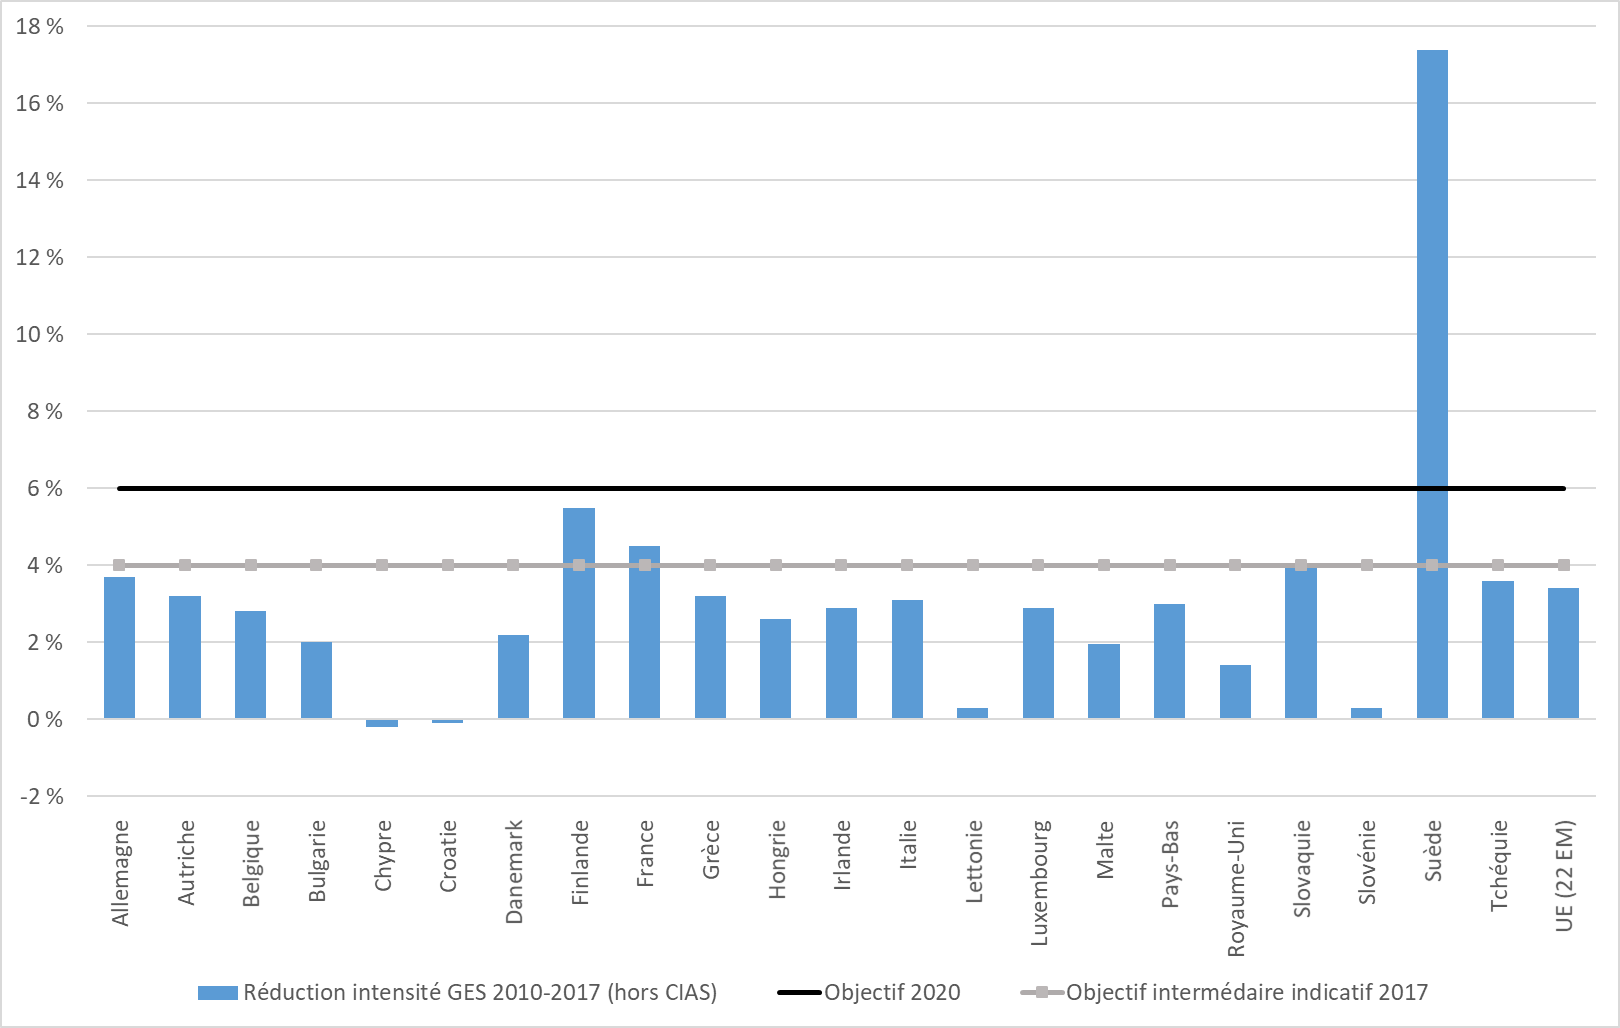 18 %
16 %
14 %
12 %
10 %
8 %
6 %
4 %
2 %
0 %
-2 %
Allemagne
Autriche
Belgique
Bulgarie
Chypre
Croatie
Danemark
Finlande
France
Grèce
Hongrie
Irlande
Italie
Lettonie
Luxembourg
Malte
Pays-Bas
Royaume-Uni
Slovaquie
Slovénie
Suède
Tchéquie
UE (22 EM)
Réduction intensité GES 2010-2017 (hors CIAS)
Objectif 2020
Objectif intermédaire indicatif 2017